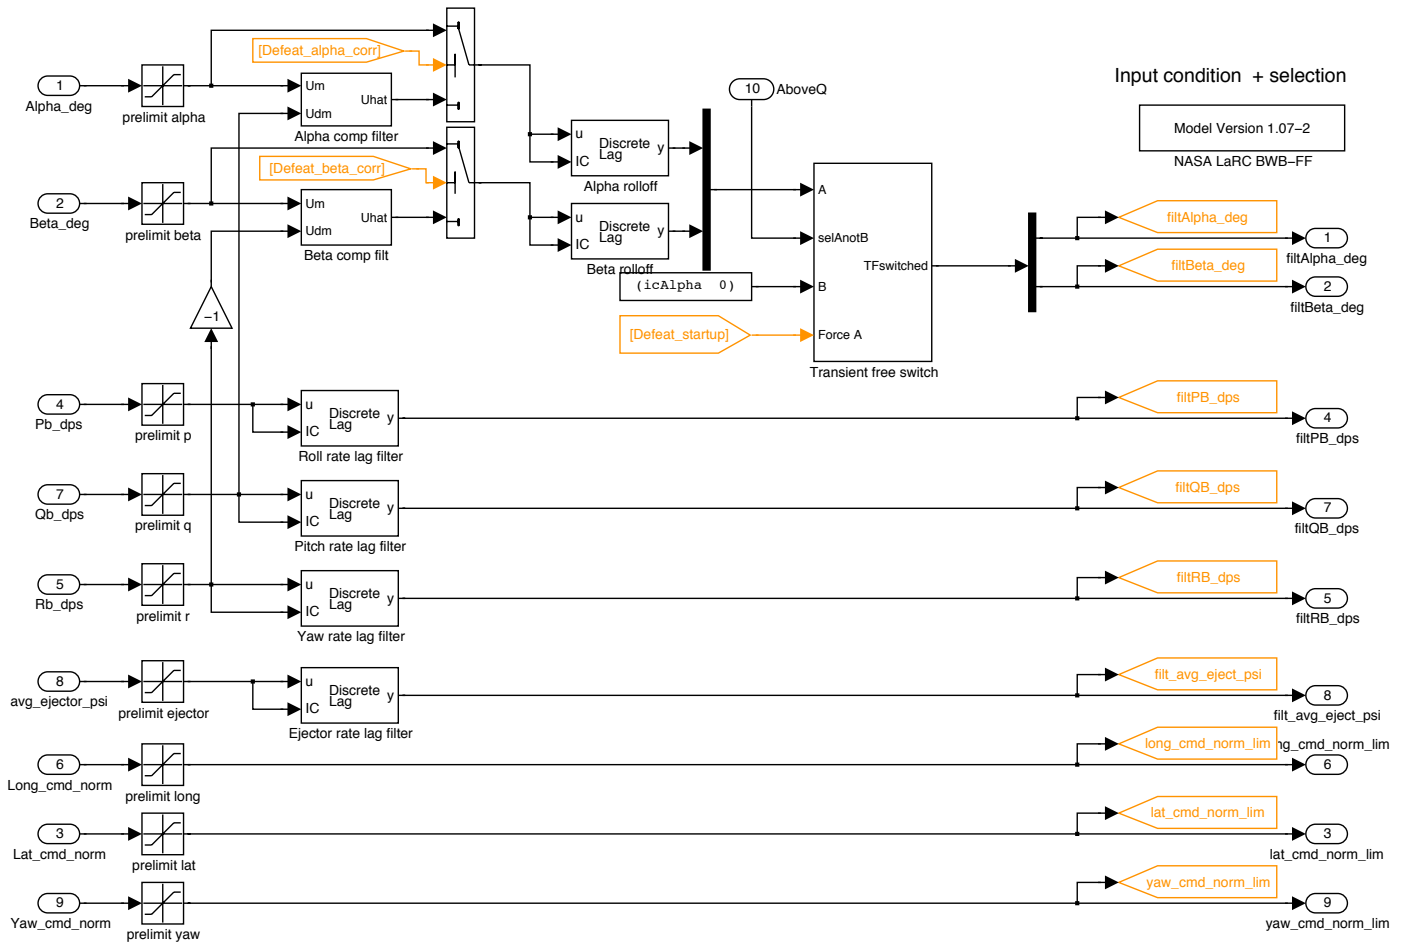 Input condition + selection
Model Version 1.07-2
NASA LaRC BWB-FF
1
Alpha_deg
prelimit alpha
[Defeat_alpha_corr]
Um
Udm
Uhat
Alpha comp filter
2
Beta_deg
prelimit beta
[Defeat_beta_corr]
Um
Udm
Uhat
Beta comp filt
u
IC
Discrete
Lag
y
Alpha rolloff
u
IC
Discrete
Lag
y
Beta rolloff
10
AboveQ
(icAlpha 0)
[Defeat_startup]
A
selAnotB
B
Force A
TFswitched
Transient free switch
filtAlpha_deg
1
filtAlpha_deg
filtBeta_deg
2
filtBeta_deg
-1
4
Pb_dps
prelimit p
u
IC
Discrete
Lag
y
Roll rate lag filter
filtPB_dps
4
filtPB_dps
7
Qb_dps
prelimit q
u
IC
Discrete
Lag
y
Pitch rate lag filter
filtQB_dps
7
filtQB_dps
5
Rb_dps
prelimit r
u
IC
Discrete
Lag
y
Yaw rate lag filter
filtRB_dps
5
filtRB_dps
8
avg_ejector_psi
prelimit ejector
u
IC
Discrete
Lag
y
Ejector rate lag filter
filt_avg_eject_psi
8
filt_avg_eject_psi
6
Long_cmd_norm
prelimit long
long_cmd_norm_lim
ng_cmd_norm_lim
6
3
Lat_cmd_norm
prelimit lat
lat_cmd_norm_lim
3
lat_cmd_norm_lim
9
Yaw_cmd_norm
prelimit yaw
yaw_cmd_norm_lim
9
yaw_cmd_norm_lim